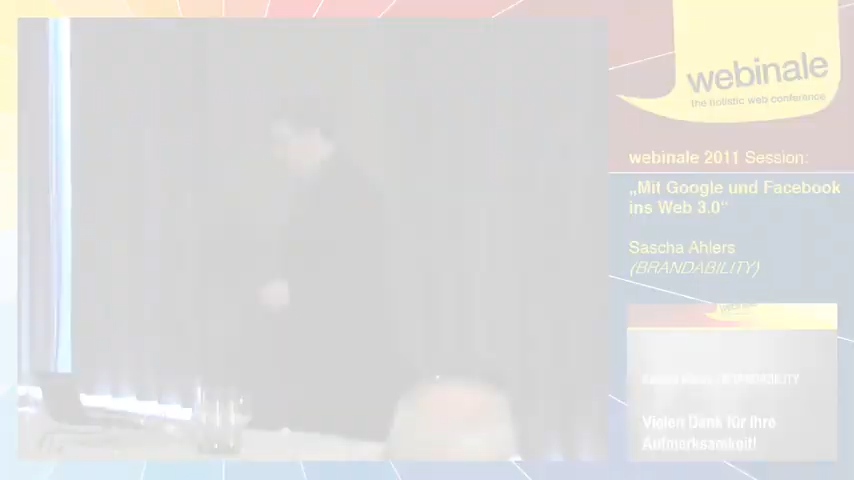 webinale
the holistic web conference
webinale 2011 Session:
„Mit Google und Facebook
ins Web 3.0“
Sascha Ahlers
(BRANDABILITY)
Vielen Dank für Ihre
Aufmerksamkeit!